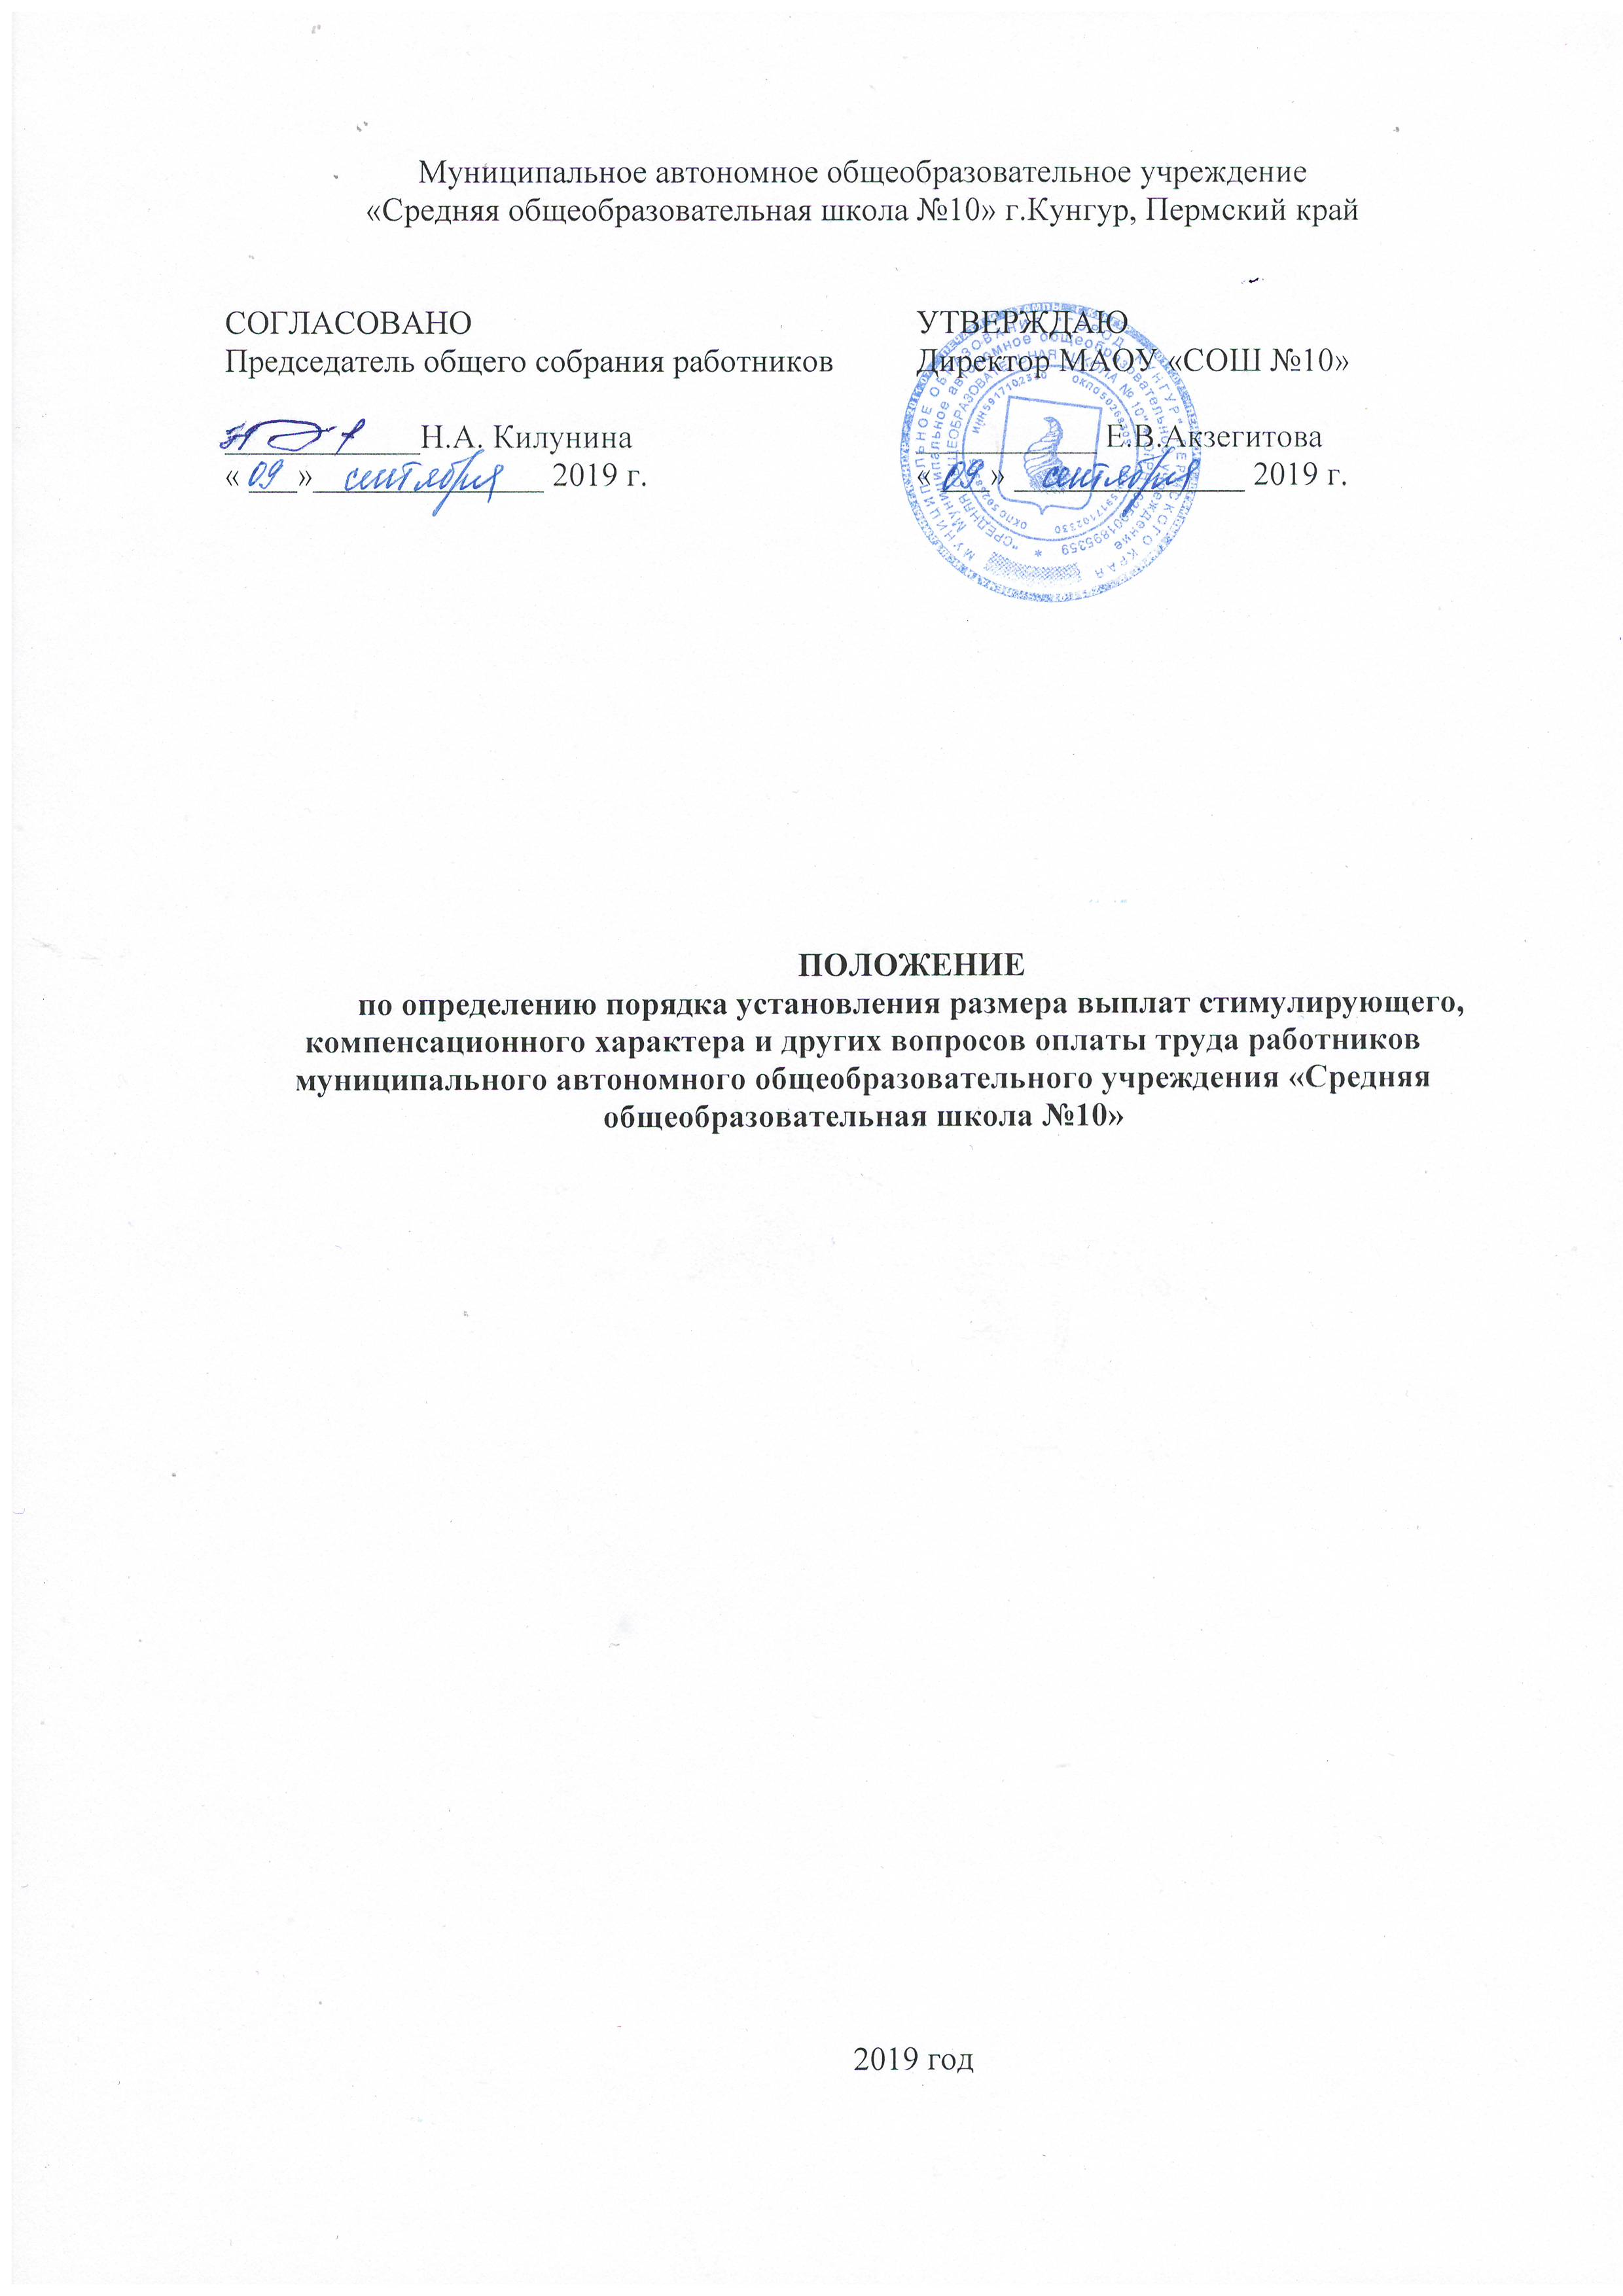 Муниципальное автономное общеобразовательное учреждение
«Средняя общеобразовательная школа №10» г.Кунгур, Пермский край
СОГЛАСОВАНО
Председатель общего собрания работников
Н.А. Килунина
« 09 » сентября 2019 г.
УТВЕРЖДАЮ
Директор МАОУ «СОШ №10»
Е.В.Акзегитова
« 09 » сентября 2019 г.
ПОЛОЖЕНИЕ
по определению порядка установления размера выплат стимулирующего,
компенсационного характера и других вопросов оплаты труда работников
муниципального автономного общеобразовательного учреждения «Средняя
общеобразовательная школа №10»
2019 год